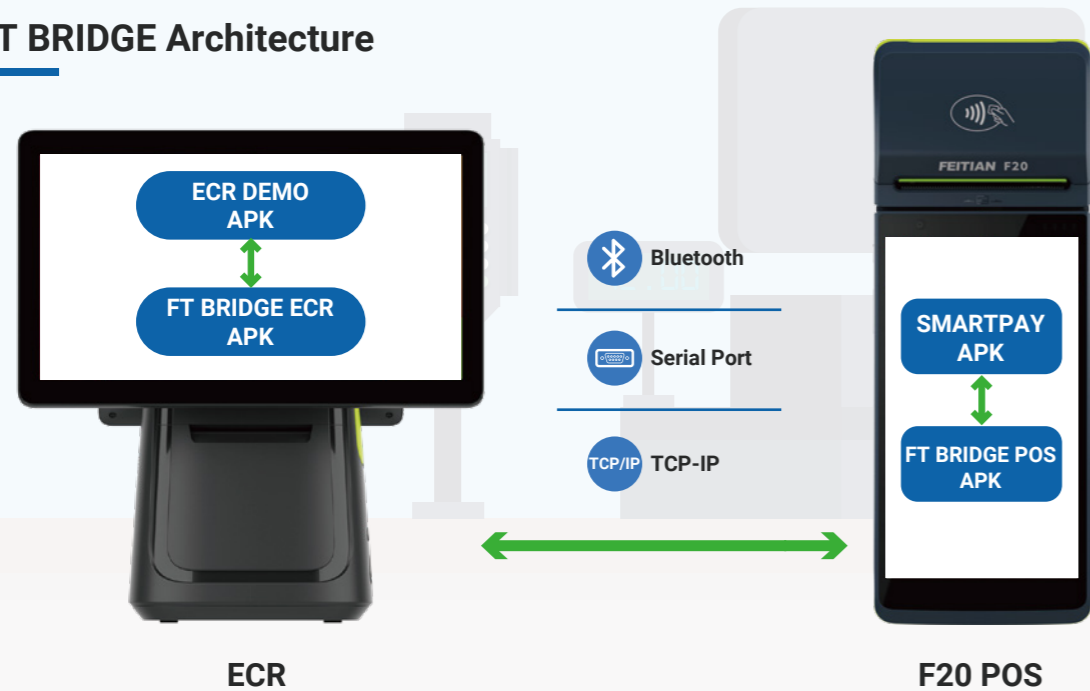 T BRIDGE Architecture
ECR DEMO
APK
FT BRIDGE ECR
APK
Bluetooth
Serial Port
TCP/IP TCP-IP
FEITIAN F20
SMARTPAY
APK
FT BRIDGE POS
APK
ECR
F20 POS